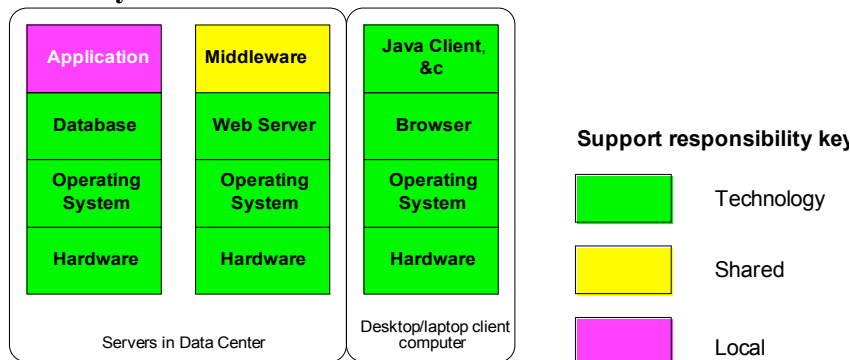 Application
Database
Operating
System
Hardware
Middleware
Web Server
Operating
System
Hardware
Java Client,
&c
Browser
Operating
System
Hardware
Servers in Data Center
Desktop/laptop client
computer
Support responsibility key
Technology
Shared
Local